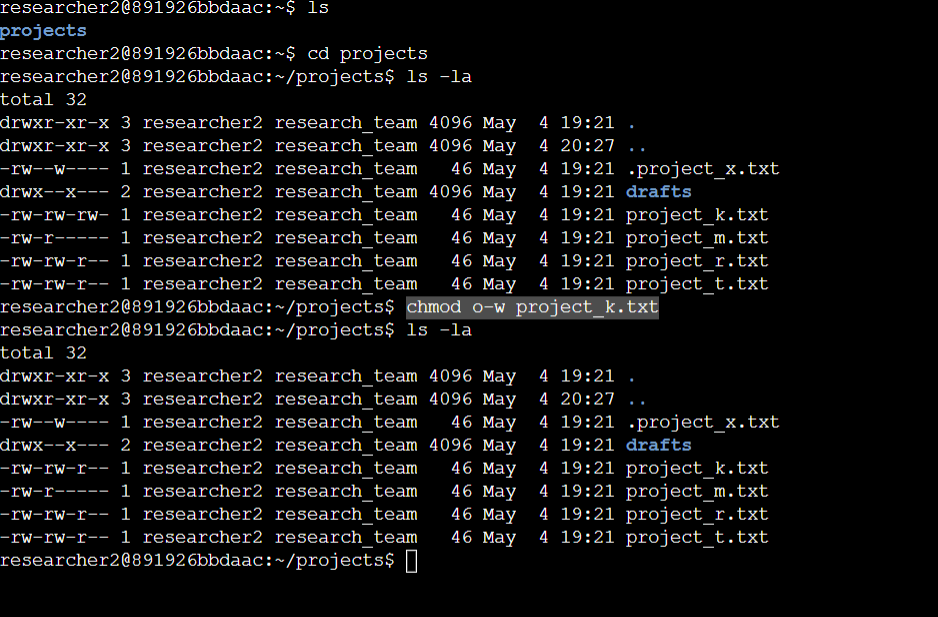 researcher2@891926bbdaac:~$ ls
projects
researcher2@891926bbdaac:~$ cd projects
researcher2@891926bbdaac:~/projects$ ls -la
total 32
drwxr-xr-x 3 researcher2 research_team 4096 May  4 19:21 .
drwxr-xr-x 3 researcher2 research_team 4096 May  4 20:27 ..
-rw--w---- 1 researcher2 research_team   46 May  4 19:21 .project_x.txt
drwx--x--- 2 researcher2 research_team 4096 May  4 19:21 drafts
-rw-rw-rw- 1 researcher2 research_team   46 May  4 19:21 project_k.txt
-rw-r----- 1 researcher2 research_team   46 May  4 19:21 project_m.txt
-rw-rw-r-- 1 researcher2 research_team   46 May  4 19:21 project_r.txt
-rw-rw-r-- 1 researcher2 research_team   46 May  4 19:21 project_t.txt
researcher2@891926bbdaac:~/projects$ chmod o-w project_k.txt
researcher2@891926bbdaac:~/projects$ ls -la
total 32
drwxr-xr-x 3 researcher2 research_team 4096 May  4 19:21 .
drwxr-xr-x 3 researcher2 research_team 4096 May  4 20:27 ..
-rw--w---- 1 researcher2 research_team   46 May  4 19:21 .project_x.txt
drwx--x--- 2 researcher2 research_team 4096 May  4 19:21 drafts
-rw-rw-r-- 1 researcher2 research_team   46 May  4 19:21 project_k.txt
-rw-r----- 1 researcher2 research_team   46 May  4 19:21 project_m.txt
-rw-rw-r-- 1 researcher2 research_team   46 May  4 19:21 project_r.txt
-rw-rw-r-- 1 researcher2 research_team   46 May  4 19:21 project_t.txt
researcher2@891926bbdaac:~/projects$